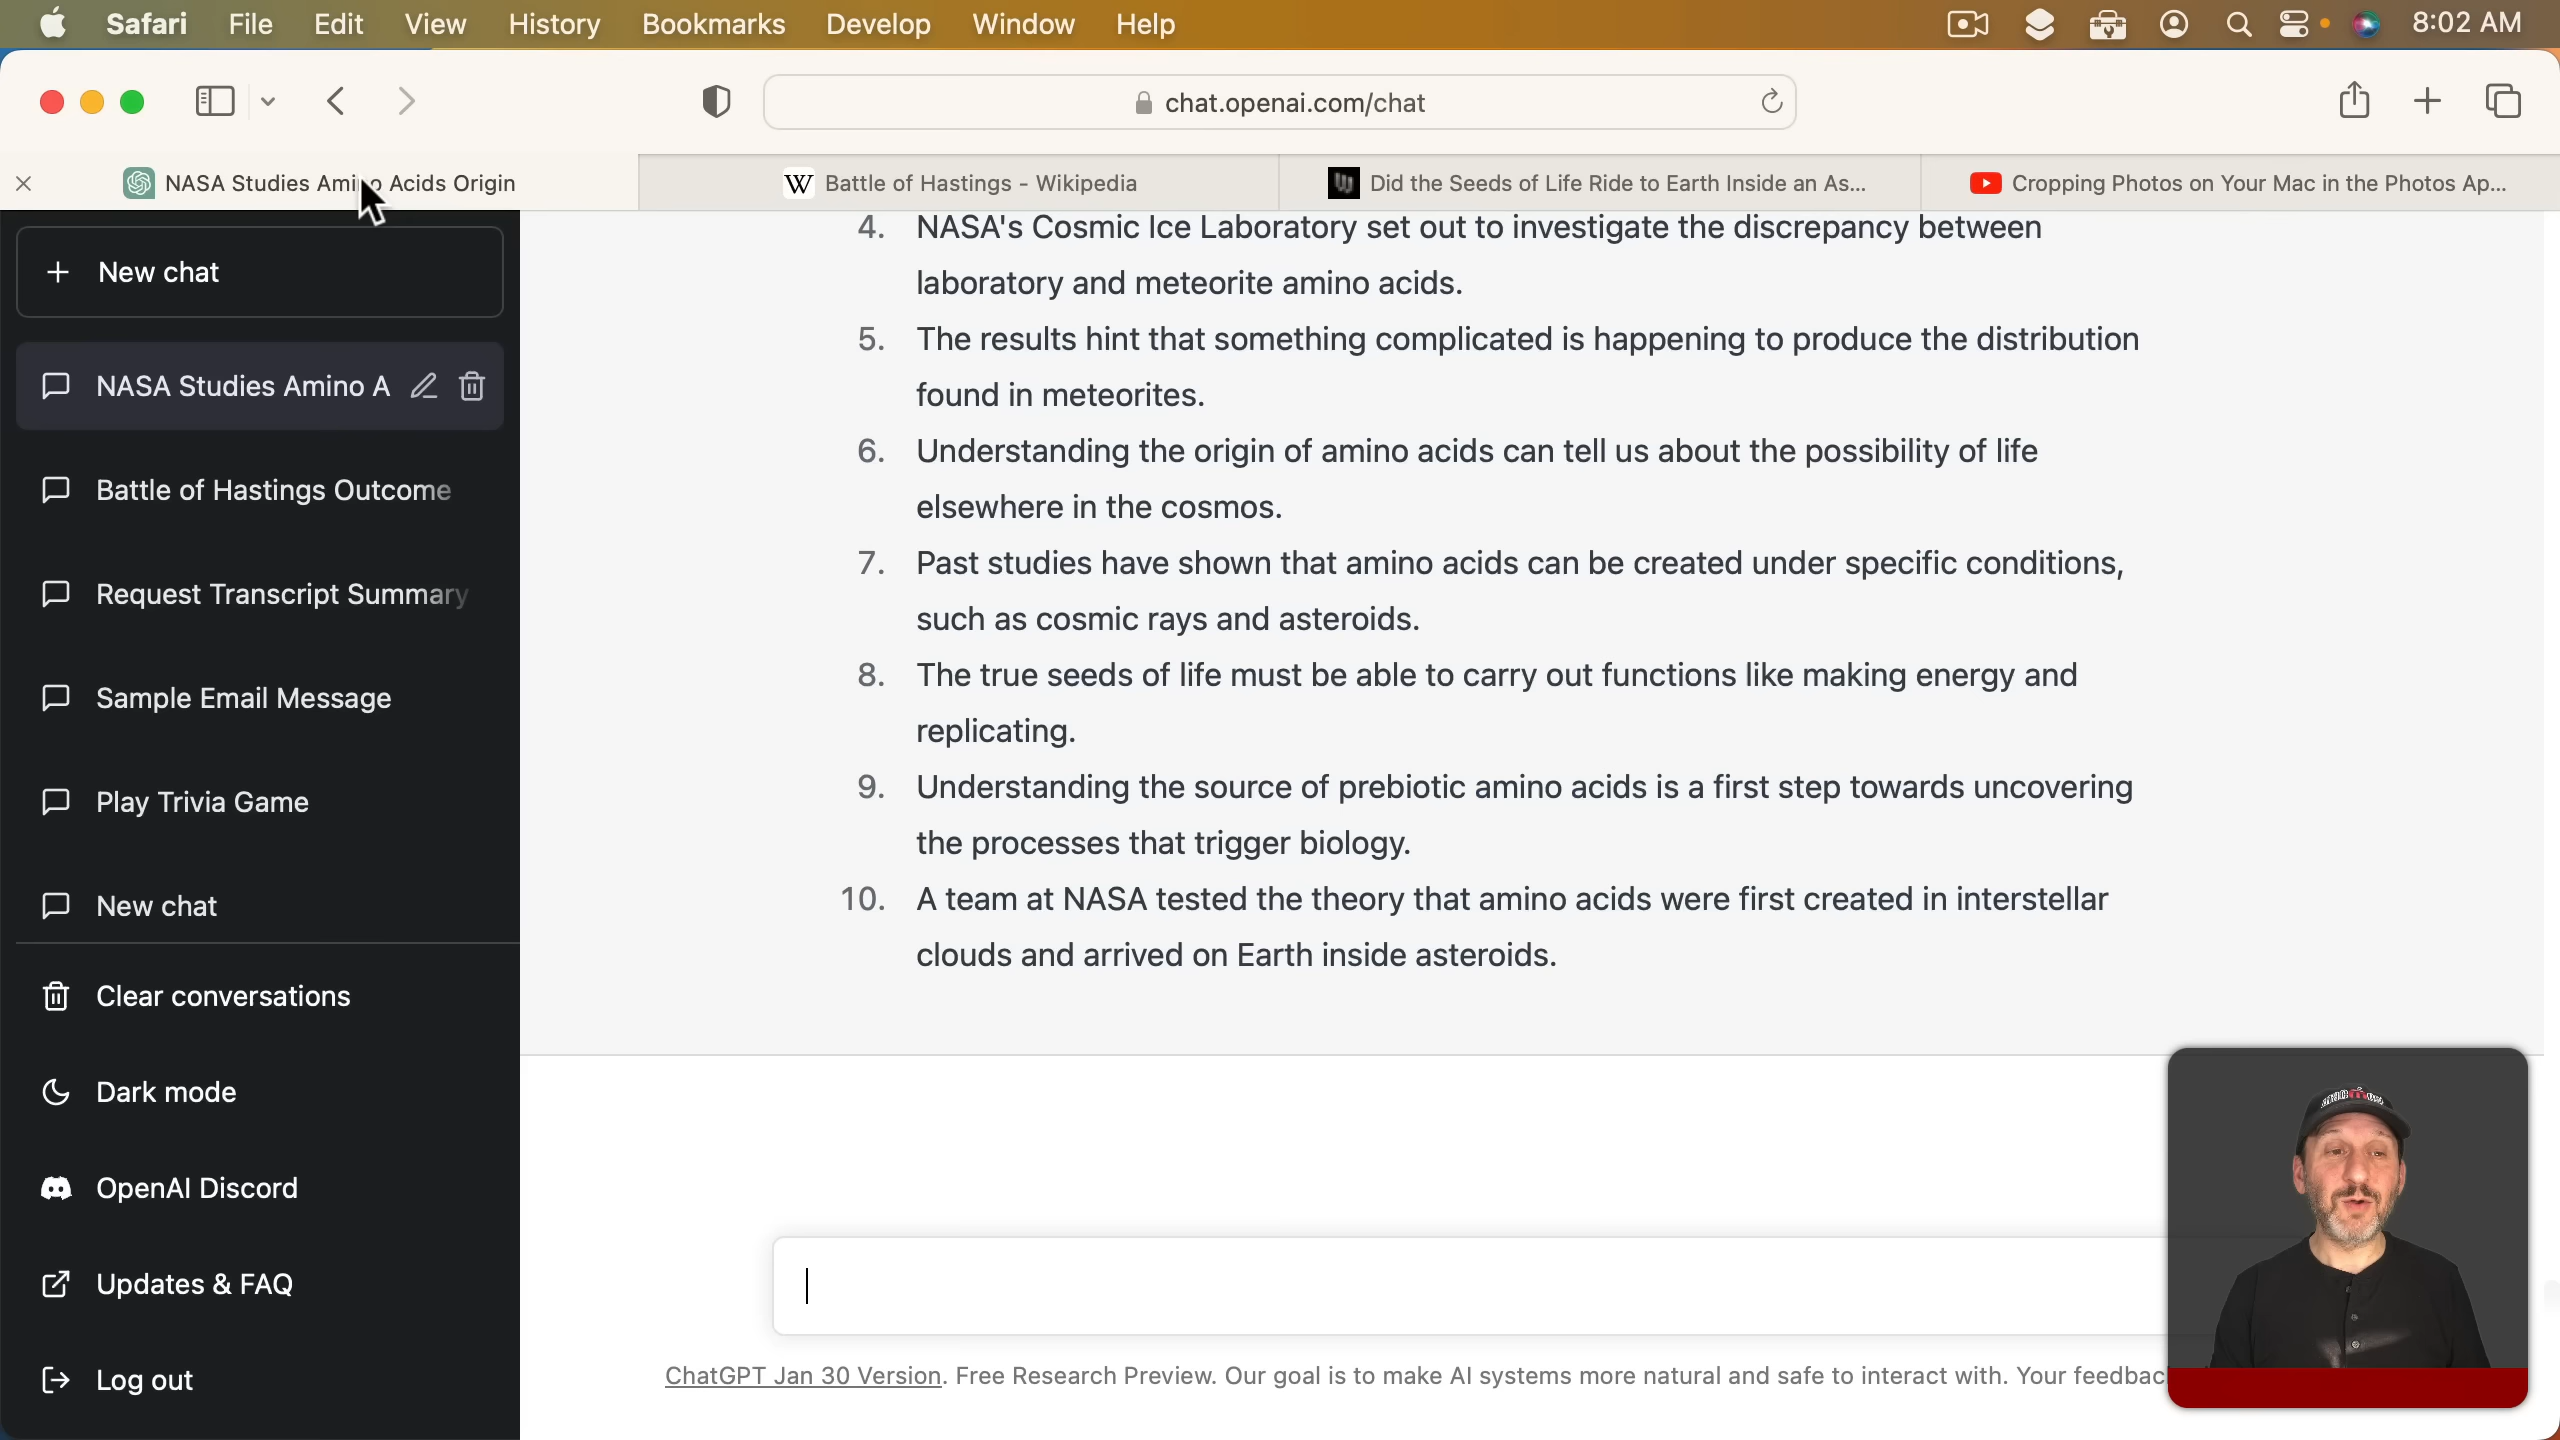 Safari File Edit View History Bookmarks Develop Window Help 8:02 AM
chat.openai.com/chat
NASA Studies Amino Acids Origin
W Battle of Hastings - Wikipedia
Did the Seeds of Life Ride to Earth Inside an As...
Cropping Photos on Your Mac in the Photos Ap...
New chat
NASA Studies Amino A
Battle of Hastings Outcome
Request Transcript Summary
Sample Email Message
Play Trivia Game
New chat
Clear conversations
Dark mode
OpenAI Discord
Updates & FAQ
Log out
4. NASA's Cosmic Ice Laboratory set out to investigate the discrepancy between
laboratory and meteorite amino acids.
5. The results hint that something complicated is happening to produce the distribution
found in meteorites.
6. Understanding the origin of amino acids can tell us about the possibility of life
elsewhere in the cosmos.
7. Past studies have shown that amino acids can be created under specific conditions,
such as cosmic rays and asteroids.
8. The true seeds of life must be able to carry out functions like making energy and
replicating.
9. Understanding the source of prebiotic amino acids is a first step towards uncovering
the processes that trigger biology.
10. A team at NASA tested the theory that amino acids were first created in interstellar
clouds and arrived on Earth inside asteroids.
ChatGPT Jan 30 Version. Free Research Preview. Our goal is to make AI systems more natural and safe to interact with. Your feedbac